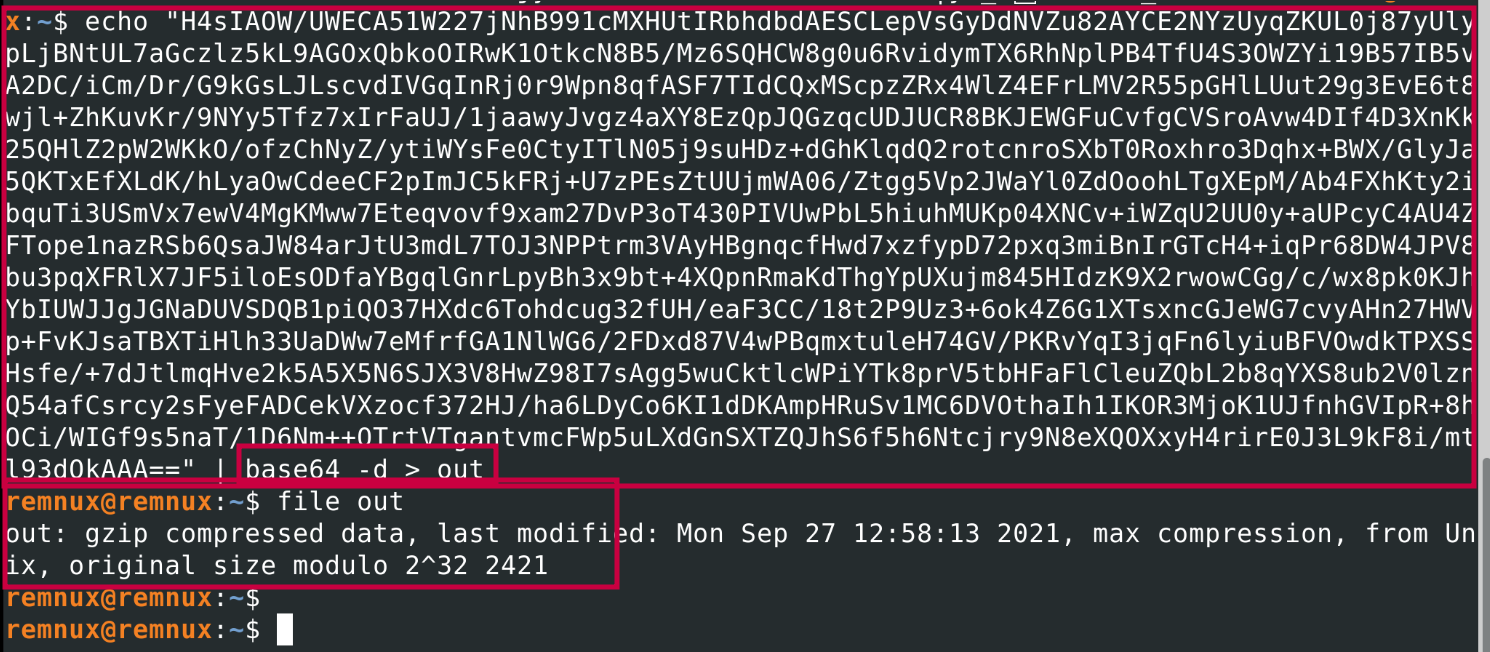 x:~$ echo "H4sIAOW/UWECA51W227jNhB991cMXHUtIRbhdbdAESCLepVsGyDdNVZu82AYCE2NYzUyqZKUL0j87yUly
pLjBNtUL7aGczlz5kL9AGOxQbkoOIRwK1OtkcN8B5/Mz6SQHCW8g0u6RvidymTX6RhNplPB4TfU4S3OWZYi19B57IB5v
A2DC/iCm/Dr/G9kGsLJLscvdIVGqInRj0r9Wpn8qfASF7TIdCQxMScpzZRx4WlZ4EFrLMV2R55pGHlLUut29g3EvE6t8
wjl+ZhKuvKr/9NYy5Tfz7xIrFaUJ/1jaawyJvgz4aXY8EzQpJQGzqcUDJUCR8BKJEWGFuCvfgCVSroAvw4DIf4D3XnKk
25QHlZ2pW2WKkO/ofzChNyZ/ytiWYsFe0CtyITlN05j9suHDz+dGhKlqdQ2rotcnroSXbT0Roxhro3Dqhx+BWX/GlyJa
5QKTxEfXLdK/hLyaOwCdeeCF2pImJC5kFRj+U7zPEsZtUUjmWA06/Ztgg5Vp2JWaYl0ZdOoohLTgXEpM/Ab4FXhKty2i
bquTi3USmVx7ewV4MgKMww7Eteqvovf9xam27DvP3oT430PIVUwPbL5hiuhMUKp04XNCv+iWZqU2UU0y+aUPcyC4AU4Z
FTope1nazRSb6QsaJW84arJtU3mdL7TOJ3NPPtrm3VAyHBgnqcfHwd7xzfypD72pxq3miBnIrGTcH4+iqPr68DW4JPV8
bu3pqXFRlX7JF5iloEsODfaYBgqlGnrLpyBh3x9bt+4XQpnRmaKdThgYpUXujm845HIdzK9X2rwowCGg/c/wx8pk0KJh
YbIUWJJgJGNaDUVSDQB1piQO37HXdc6Tohdcug32fUH/eaF3CC/18t2P9Uz3+6ok4Z6G1XTsxncGJeWG7cvyAHn27HWV
p+FvKJsaTBXTiHlh33UaDWw7eMfrfGA1NlWG6/2FDxd87V4wPBqmxtuleH74GV/PKRvYqI3jqFn6lyiuBFVOwdkTPXSS
Hsfe/+7dJtlmqHve2k5A5X5N6SJX3V8HwZ98I7sAgg5wuCktlcWPiYTk8prV5tbHFaFlCleuZQbL2b8qYXS8ub2V0lzn
Q54afCsrcy2sFyeFADCekVXzocf372HJ/ha6LDyCo6KI1dDKAmpHRuSv1MC6DVOthaIh1IKOR3MjoK1UJfnhGVIpR+8h
OCi/WIGf9s5naT/1D6Nm++OTrtVTgantvmcFWp5uLXdGnSXTZQJhS6f5h6Ntcjry9N8eXQOXxyH4rirE0J3L9kF8i/mt
l93dOkAAA==" | base64 -d > out
remnux@remnux:~$ file out
out: gzip compressed data, last modified: Mon Sep 27 12:58:13 2021, max compression, from Un
ix, original size modulo 2^32 2421
remnux@remnux:~$
remnux@remnux:~$